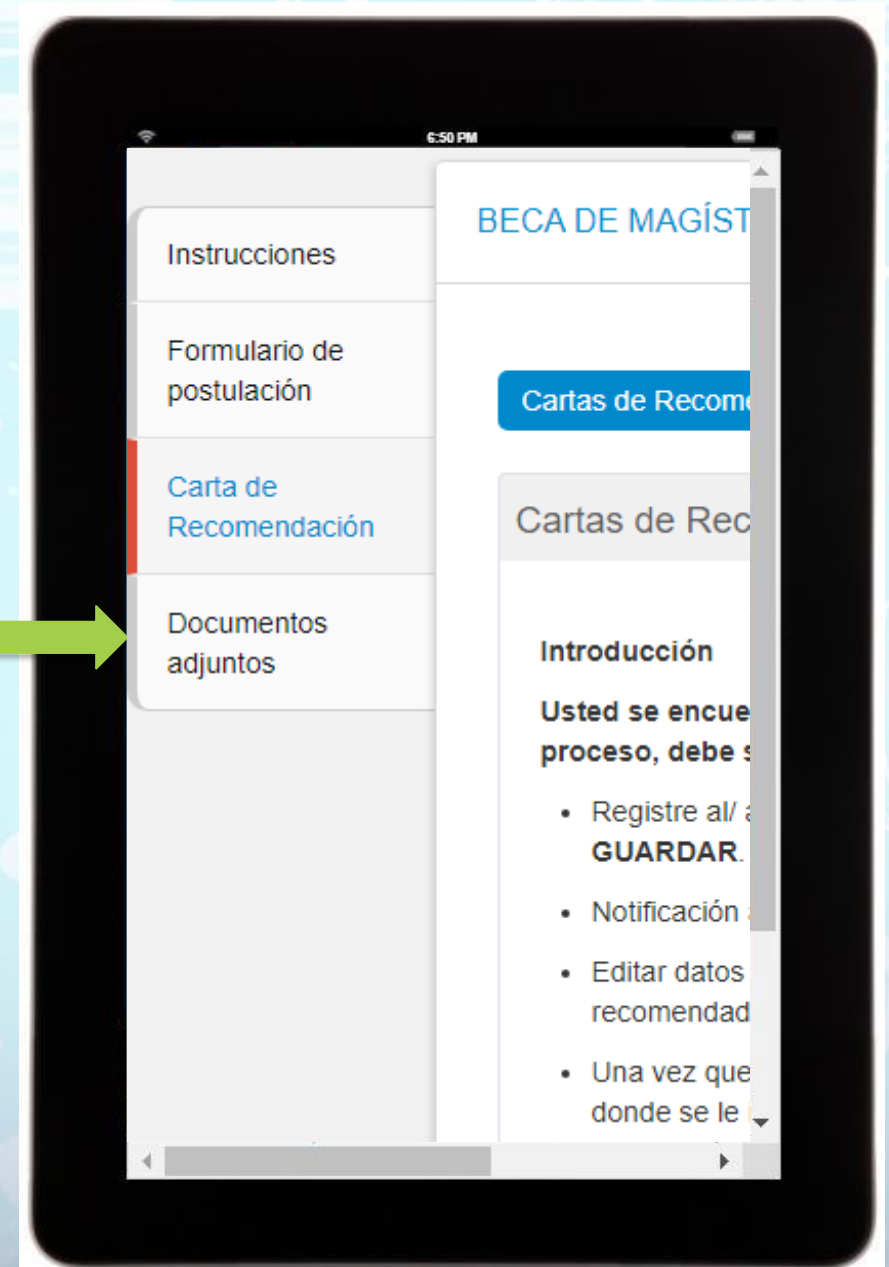 6:50 PM
Instrucciones
Formulario de
postulación
Carta de
Recomendación
Documentos
adjuntos
BECA DE MAGÍST
Cartas de Recome
Cartas de Rec
Introducción
Usted se encue
proceso, debe s
• Registre al/ a
GUARDAR.
• Notificación
• Editar datos
recomendad
• Una vez que
donde se le